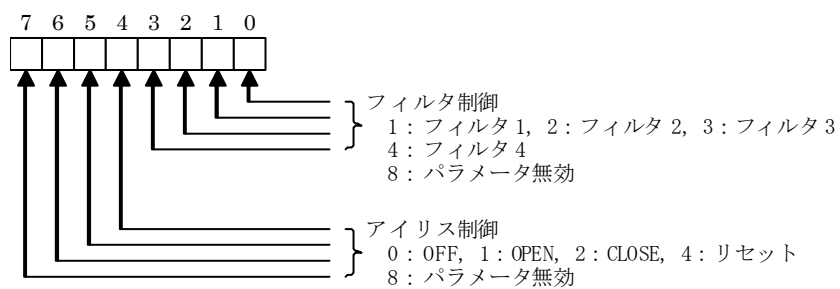 7 6 5 4 3 2 1 0
フィルタ制御
1:フィルタ1, 2:フィルタ2, 3:フィルタ3
4:フィルタ4
8:パラメータ無効
アイリス制御
0:OFF, 1:OPEN, 2:CLOSE, 4:リセット
8:パラメータ無効